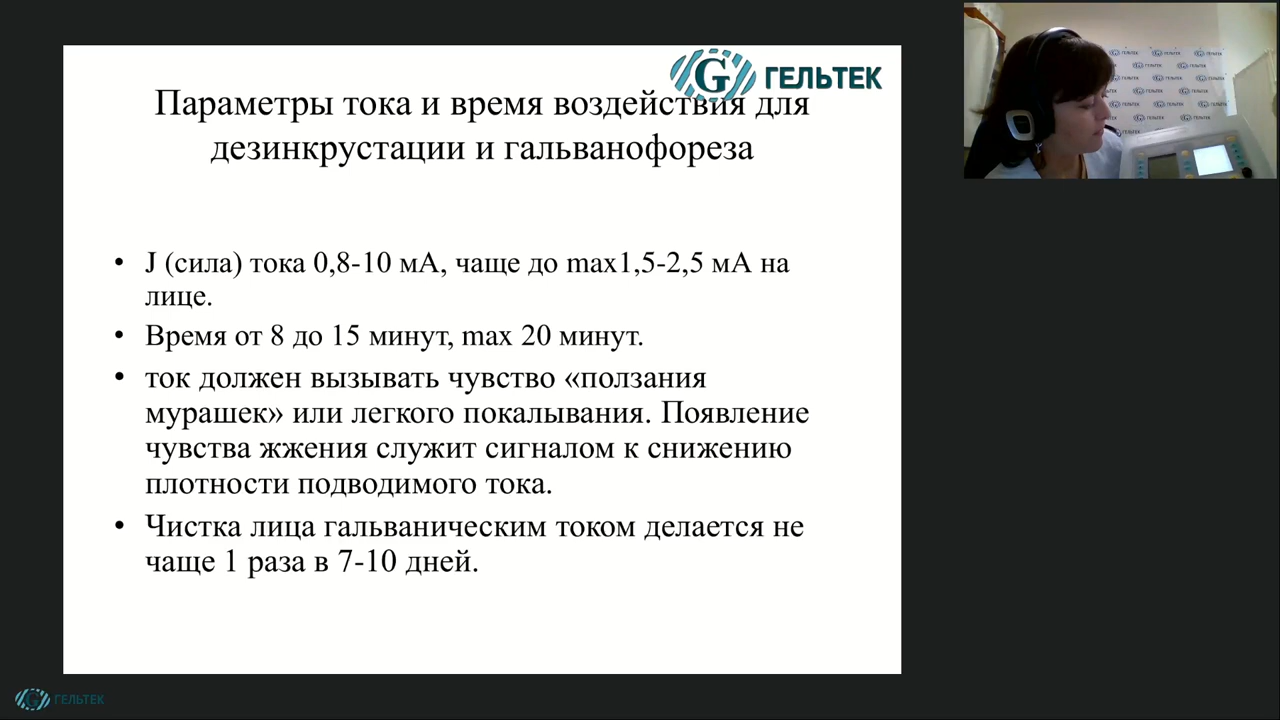 ГЕЛЬТЕК
Параметры тока и время воздействия для
дезинкрустации и гальванофореза
• J (сила) тока 0,8-10 мА, чаще до max1,5-2,5 мА на
лице.
• Время от 8 до 15 минут, max 20 минут.
• ток должен вызывать чувство «ползания
мурашек» или легкого покалывания. Появление
чувства жжения служит сигналом к снижению
плотности подводимого тока.
• Чистка лица гальваническим током делается не
чаще 1 раза в 7-10 дней.
ГЕЛЬТЕК